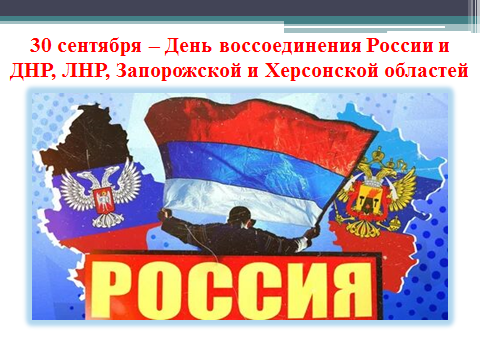 30 сентября – День воссоединения России и
ДНР, ЛНР, Запорожской и Херсонской областей
РОССИЯ